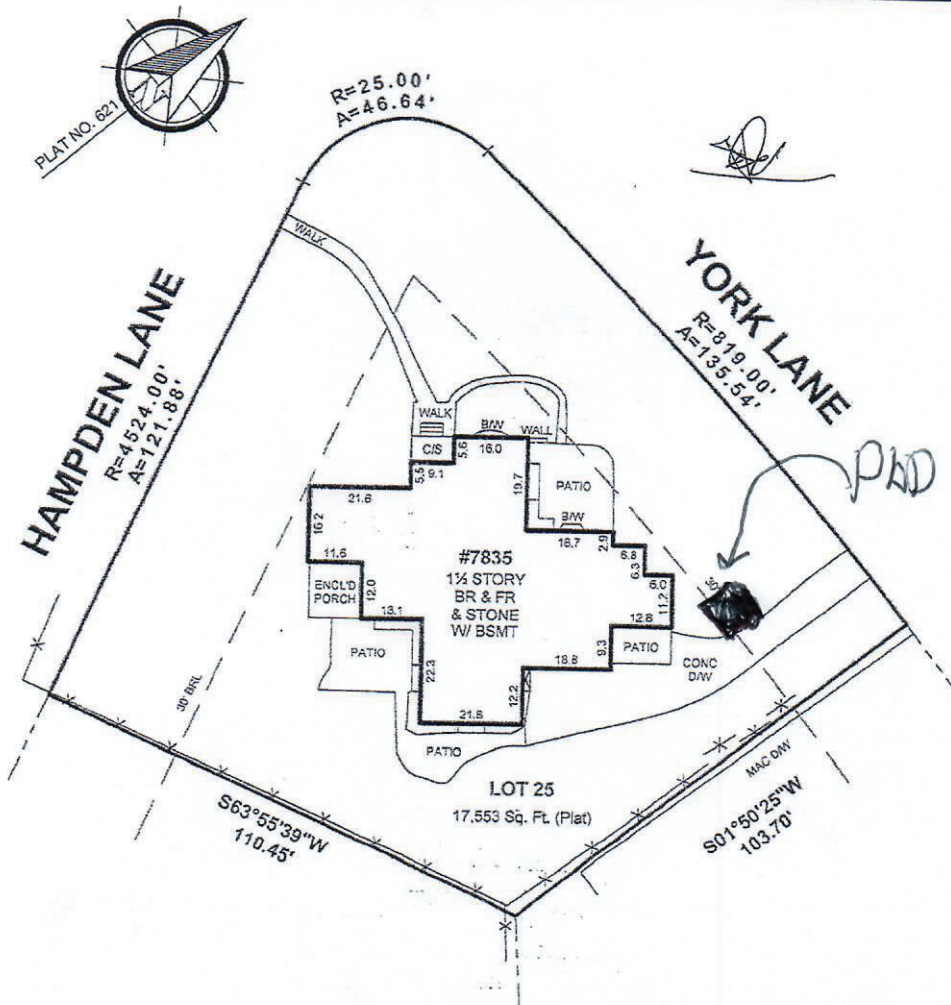 PLAT NO. 621
R=25.00'
A=46.64'
HAMPDEN LANE
R=4524.00'
A=121.88'
YORK LANE
R=819.00'
A=135.54'
WALK
WALK
C/S
B/W
WALL
16.0
5.6
9.1
5.5
21.6
16.2
11.6
ENCL'D
PORCH
12.0
13.1
PATIO
22.3
21.8
PATIO
12.2
18.8
9.3
PATIO
12.8
11.2
6.0
6.3
6.8
2.9
18.7
B/W
PATIO
19.7
#7835
1½ STORY
BR & FR
& STONE
W/ BSMT
POD
30'
CONC
D/W
MAC D/W
30' BRL
LOT 25
17,553 Sq. Ft. (Plat)
S63°55'39"W
110.45'
S01°50'25"W
103.70'